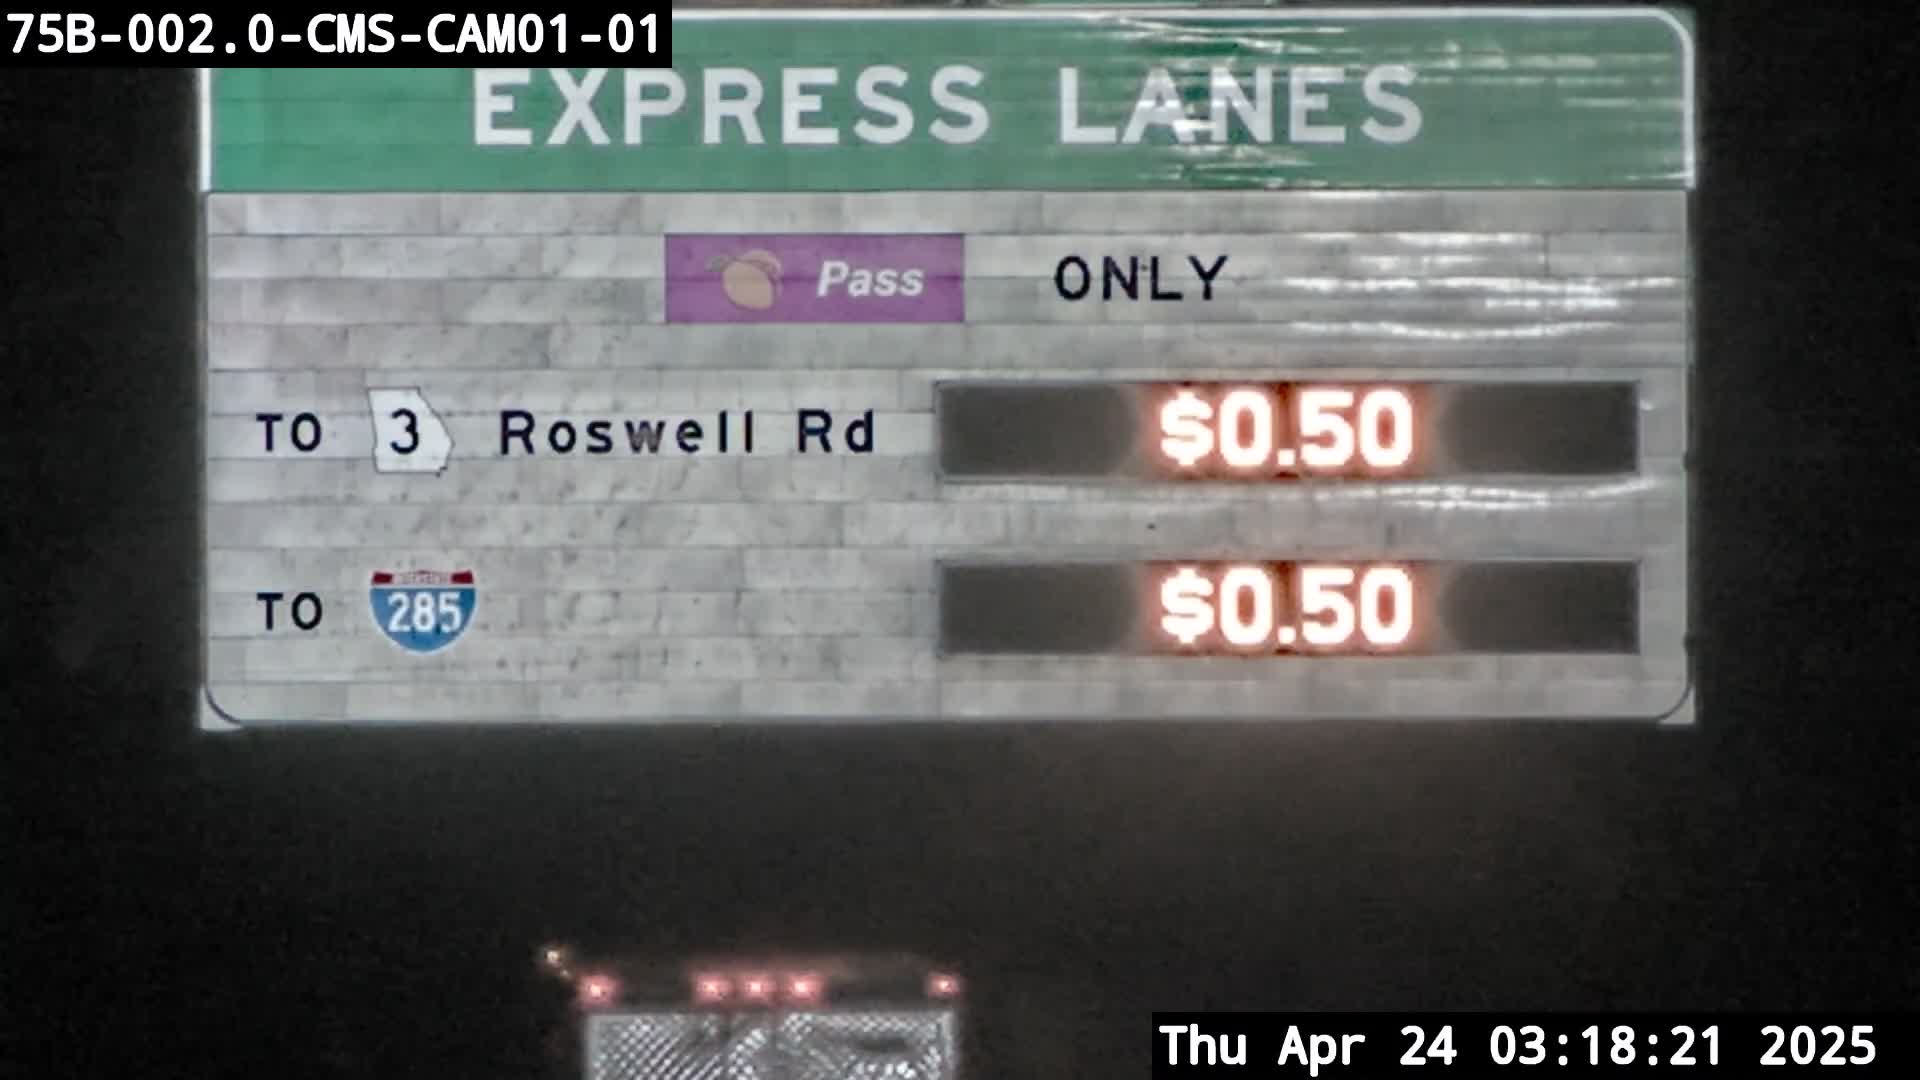 75B-002.0-CMS-CAM01-01
EXPRESS LANES
Pass ONLY
TO 3 Roswell Rd $0.50
TO 285 $0.50
Thu Apr 24 03:18:21 2025